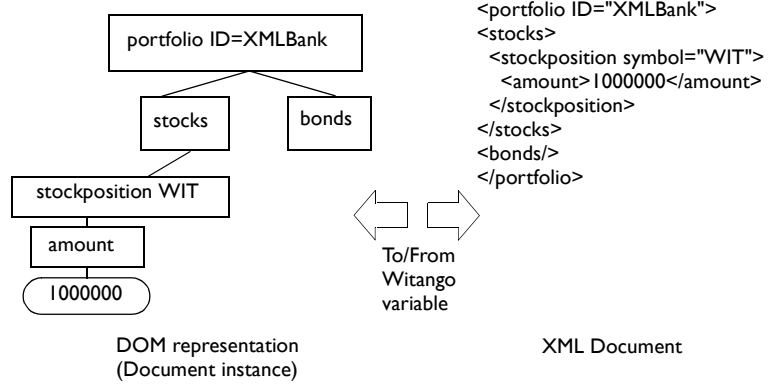 portfolio ID=XMLBank
stocks
bonds
stockposition WIT
amount
1000000
DOM representation
(Document instance)
To/From
Witango
variable
<portfolio ID="XMLBank">
<stocks>
<stockposition symbol="WIT">
<amount>1000000</amount>
</stockposition>
</stocks>
<bonds/>
</portfolio>
XML Document